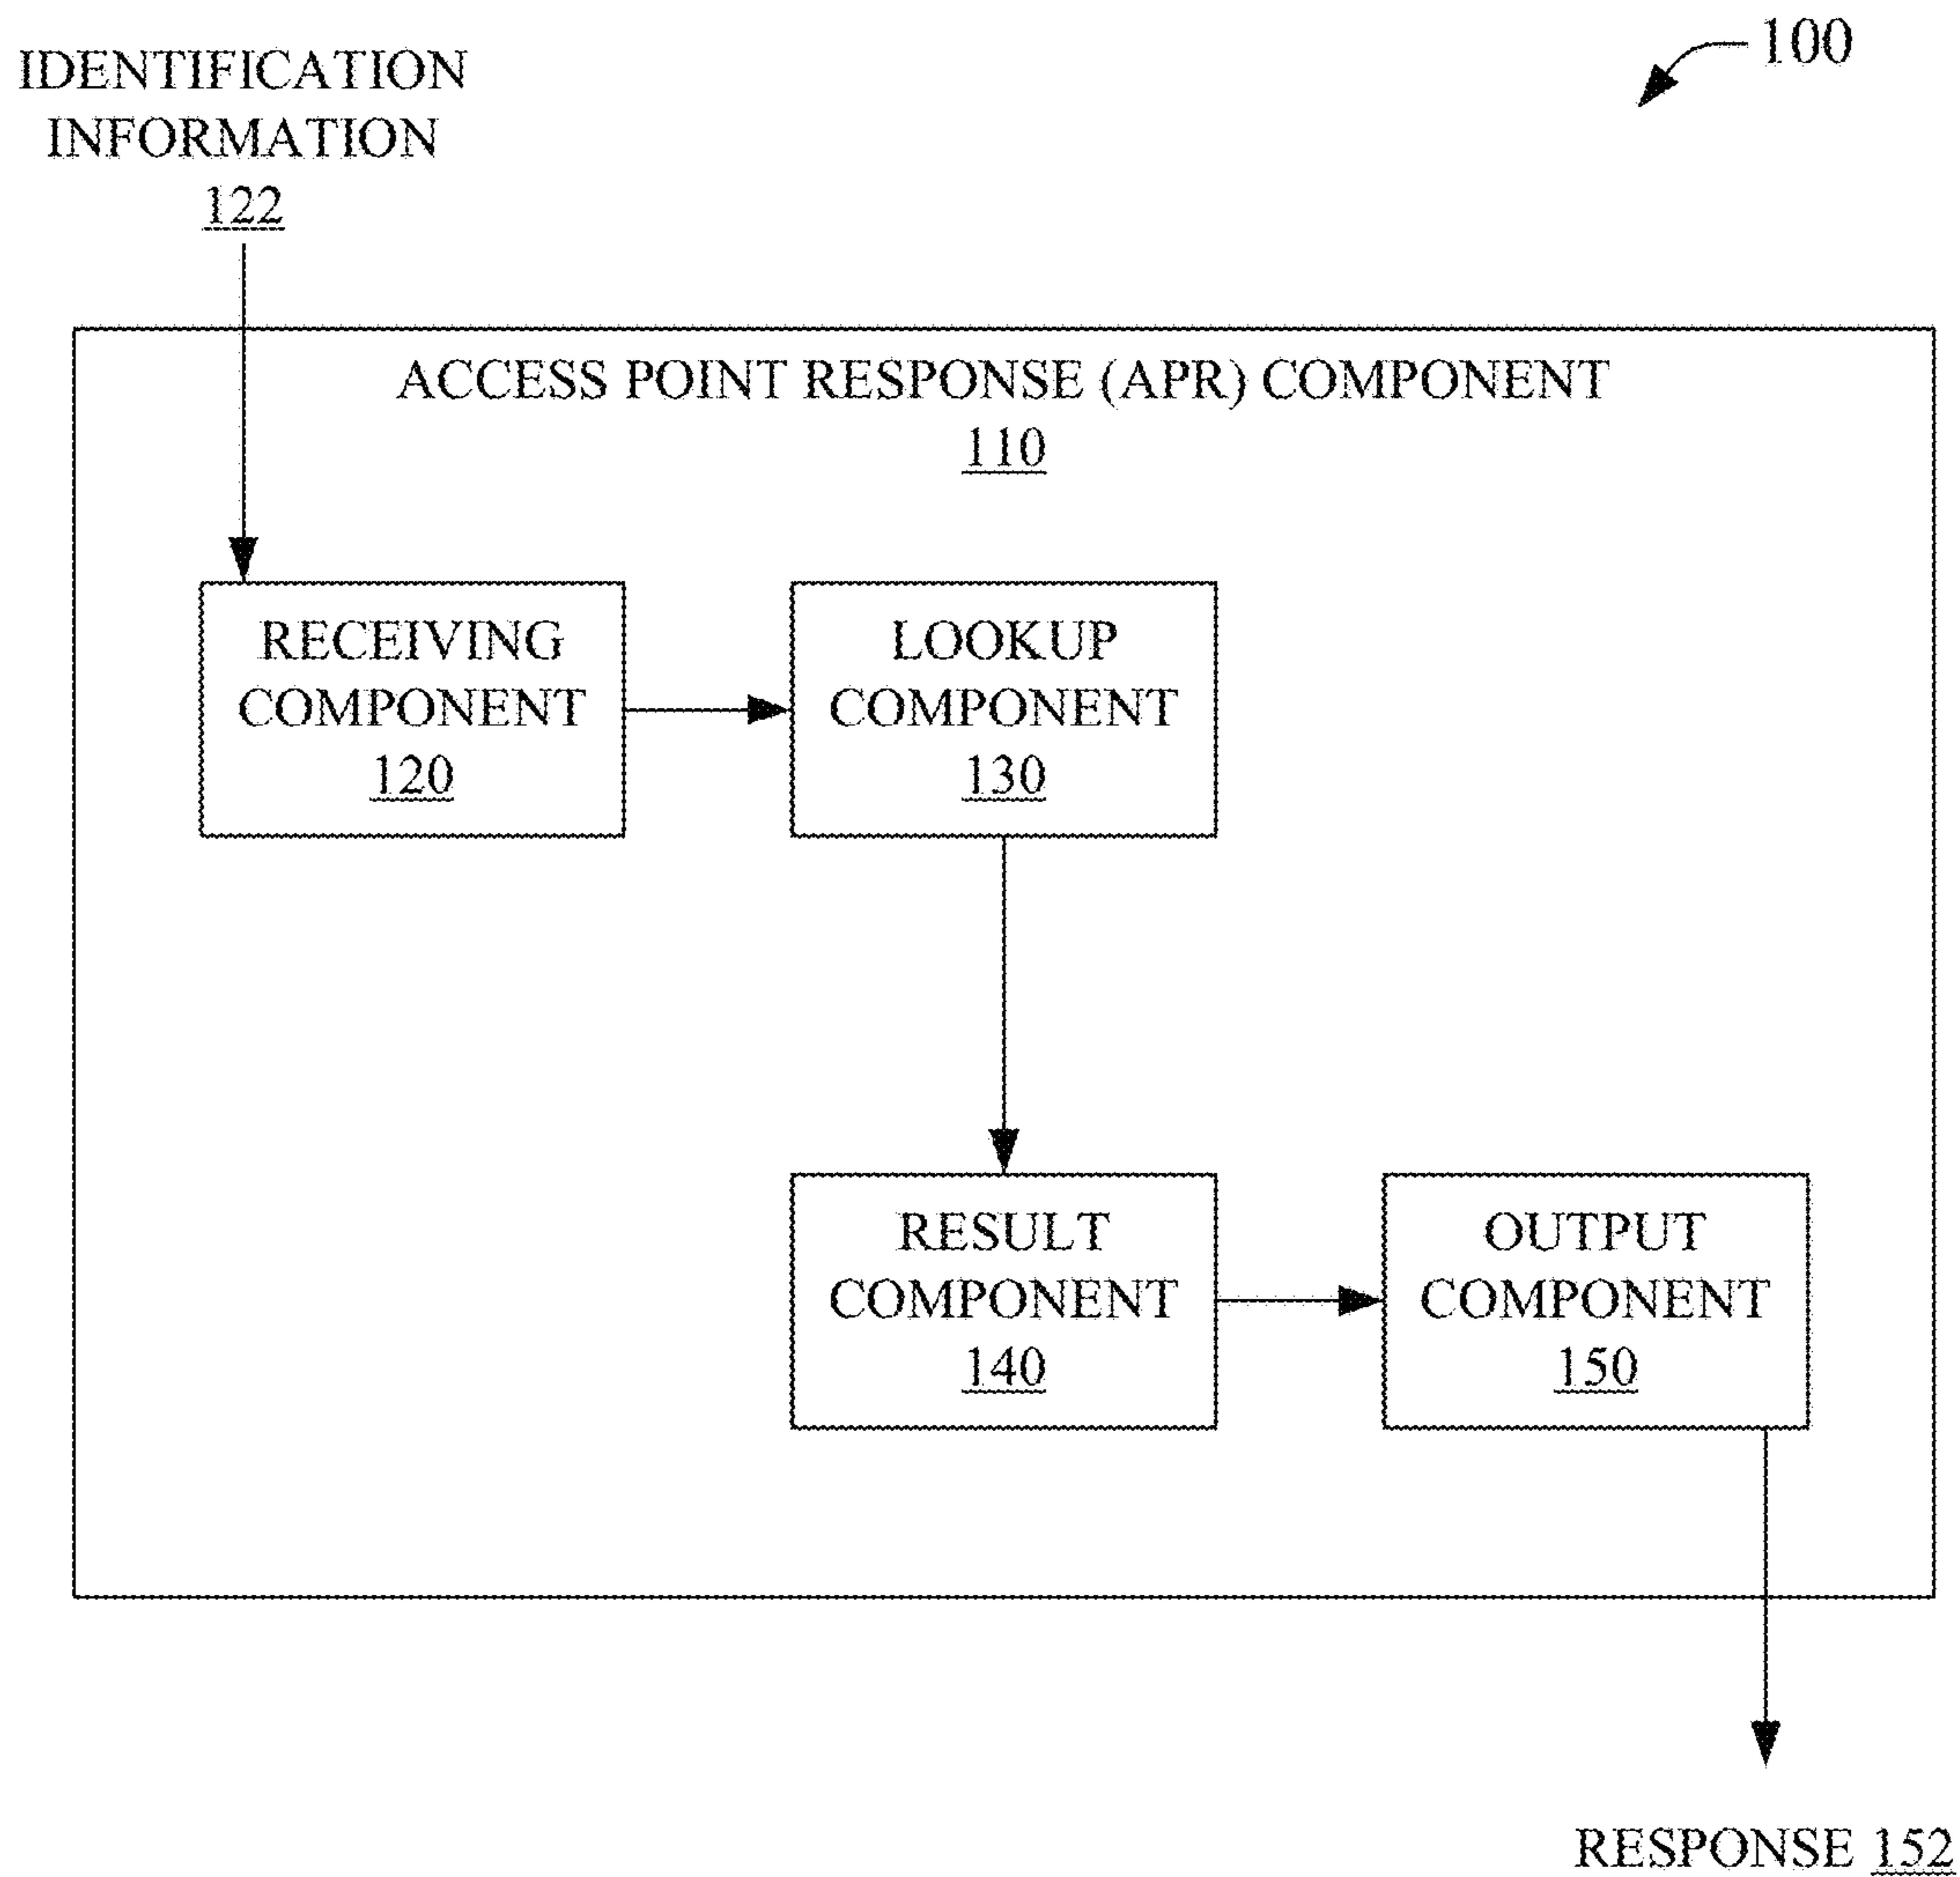 100
IDENTIFICATION
INFORMATION
122
ACCESS POINT RESPONSE (APR) COMPONENT
110
RECEIVING
COMPONENT
120
LOOKUP
COMPONENT
130
RESULT
COMPONENT
140
OUTPUT
COMPONENT
150
RESPONSE 152